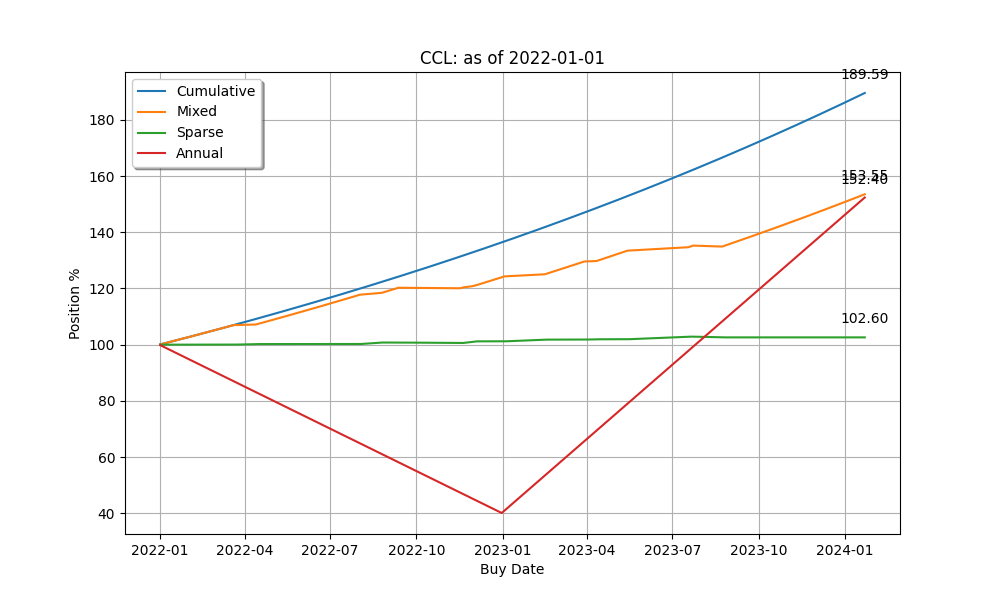 CCL: as of 2022-01-01
Cumulative
Mixed
Sparse
Annual
189.59
153.55
152.40
102.60
180
160
140
120
100
80
60
40
Position %
2022-01 2022-04 2022-07 2022-10 2023-01 2023-04 2023-07 2023-10 2024-01
Buy Date